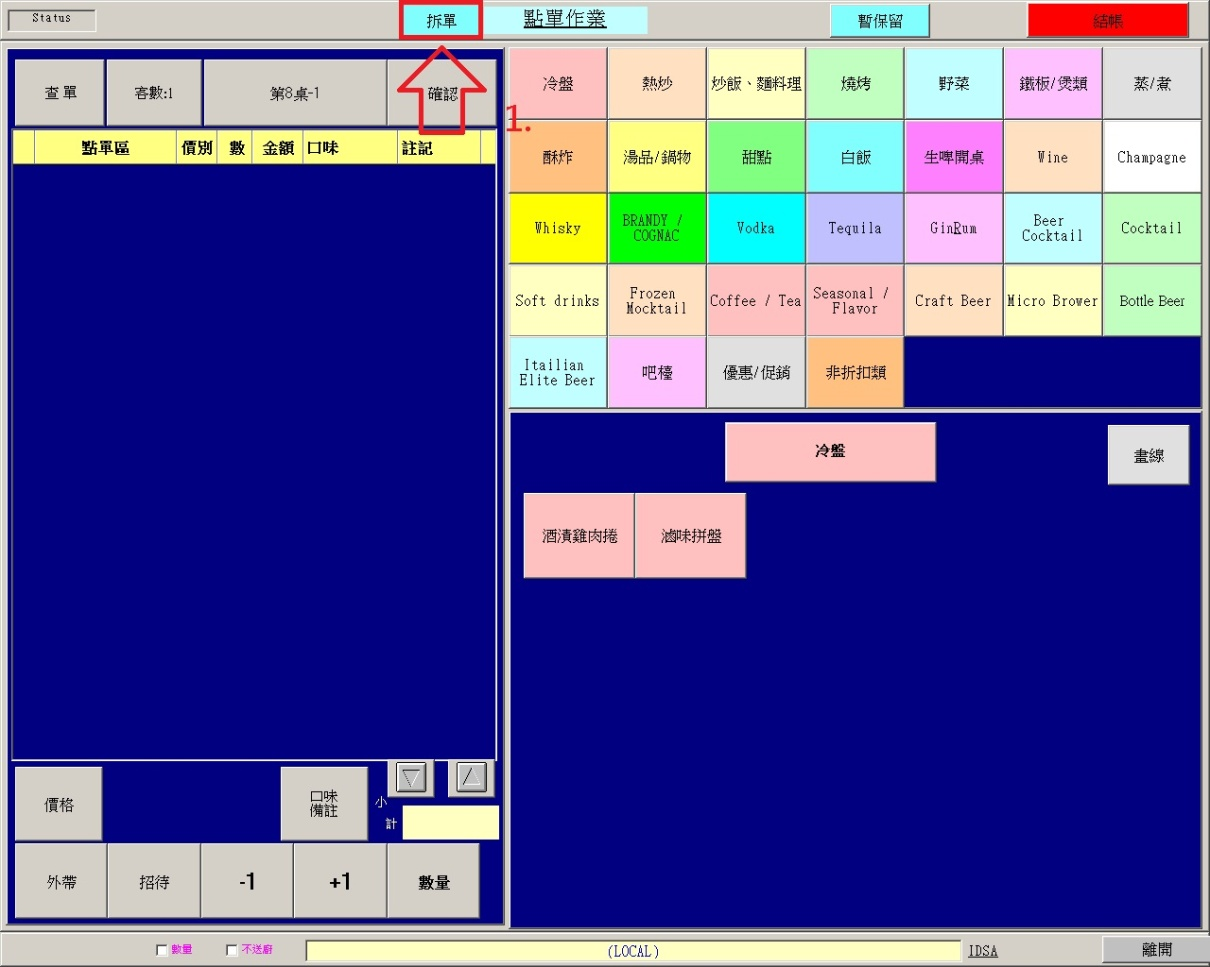 Status
拆單
點單作業
暫保留
結帳
查單
客數:1
第8桌-1
確認
1.
點單區
價別
數
金額
口味
註記
冷盤
熱炒
炒飯、麵料理
燒烤
野菜
鐵板/煲類
蒸/煮
酥炸
湯品/鍋物
甜點
白飯
生啤開桌
Wine
Champagne
Whisky
BRANDY /
COGNAC
Vodka
Tequila
GinRum
Beer
Cocktail
Cocktail
Soft drinks
Frozen
Mocktail
Coffee / Tea
Seasonal /
Flavor
Craft Beer
Micro Brower
Bottle Beer
Itailian
Elite Beer
吧檯
優惠/促銷
非折扣類
冷盤
畫線
酒漬雞肉捲
滷味拼盤
價格
口味
備註
小
計
外帶
招待
-1
+1
數量
數量
不送廚
(LOCAL)
IDSA
離開